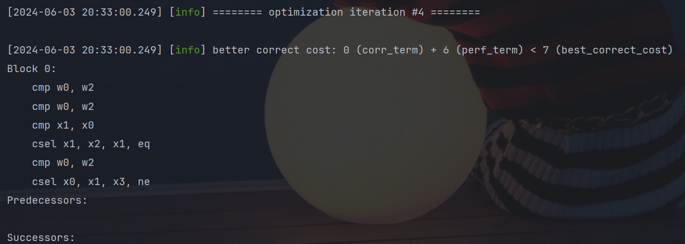 [2024-06-03 20:33:00.249] [info] ======== optimization iteration #4 ========
[2024-06-03 20:33:00.249] [info] better correct cost: 0 (corr_term) + 6 (perf_term) < 7 (best_correct_cost)
Block 0:
cmp w0, w2
cmp w0, w2
cmp x1, x0
csel x1, x2, x1, eq
cmp w0, w2
csel x0, x1, x3, ne
Predecessors:
Successors: